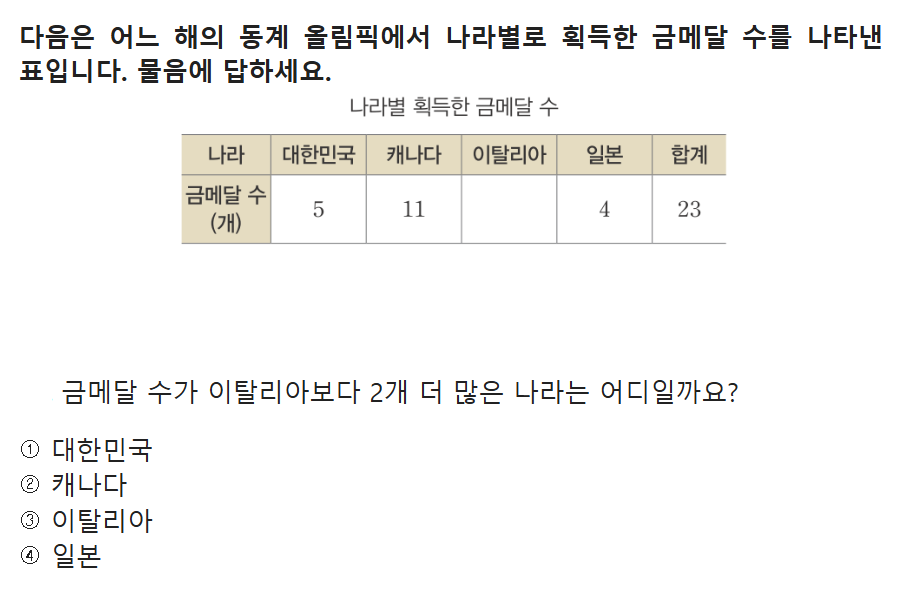 다음은 어느 해의 동계 올림픽에서 나라별로 획득한 금메달 수를 나타낸
표입니다. 물음에 답하세요.
나라별 획득한 금메달 수
나라 대한민국 캐나다 이탈리아 일본 합계
금메달 수
(개) 5 11 4 23
금메달 수가 이탈리아보다 2개 더 많은 나라는 어디일까요?
① 대한민국
② 캐나다
③ 이탈리아
④ 일본